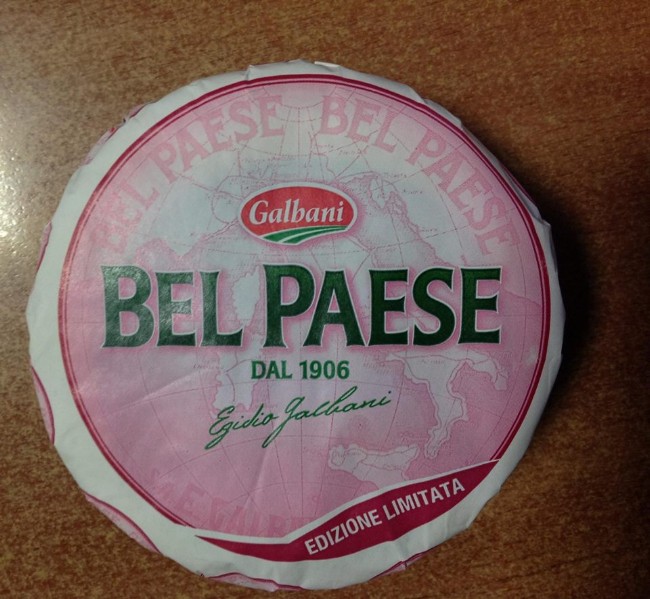 BEL PAESE BEL PAESE
Galbani
BEL PAESE
DAL 1906
Egidio Galbani
EDIZIONE LIMITATA